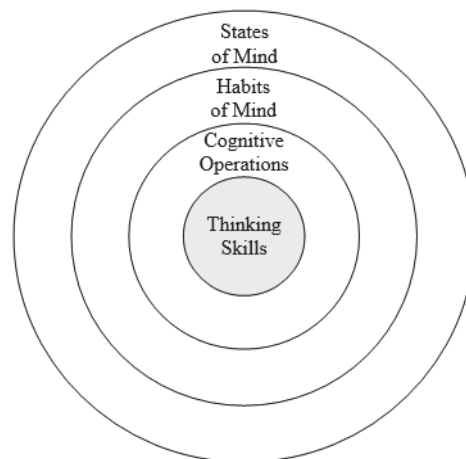 States
of Mind
Habits
of Mind
Cognitive
Operations
Thinking
Skills